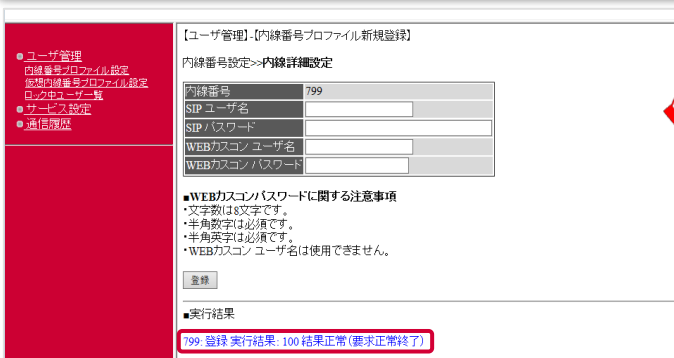 ユーザ管理
内線番号プロファイル設定
仮想内線番号プロファイル設定
ロック中ユーザ一覧
サービス設定
通信履歴
【ユーザ管理】-【内線番号プロファイル新規登録】
内線番号設定>>内線詳細設定
内線番号 799
SIP ユーザ名
SIP パスワード
WEBカスコン ユーザ名
WEBカスコン パスワード
■WEBカスコンパスワードに関する注意事項
・文字数は8文字です。
・半角数字は必須です。
・半角英字は必須です。
・WEBカスコン ユーザ名は使用できません。
登録
■実行結果
799: 登録 実行結果: 100 結果正常(要求正常終了)